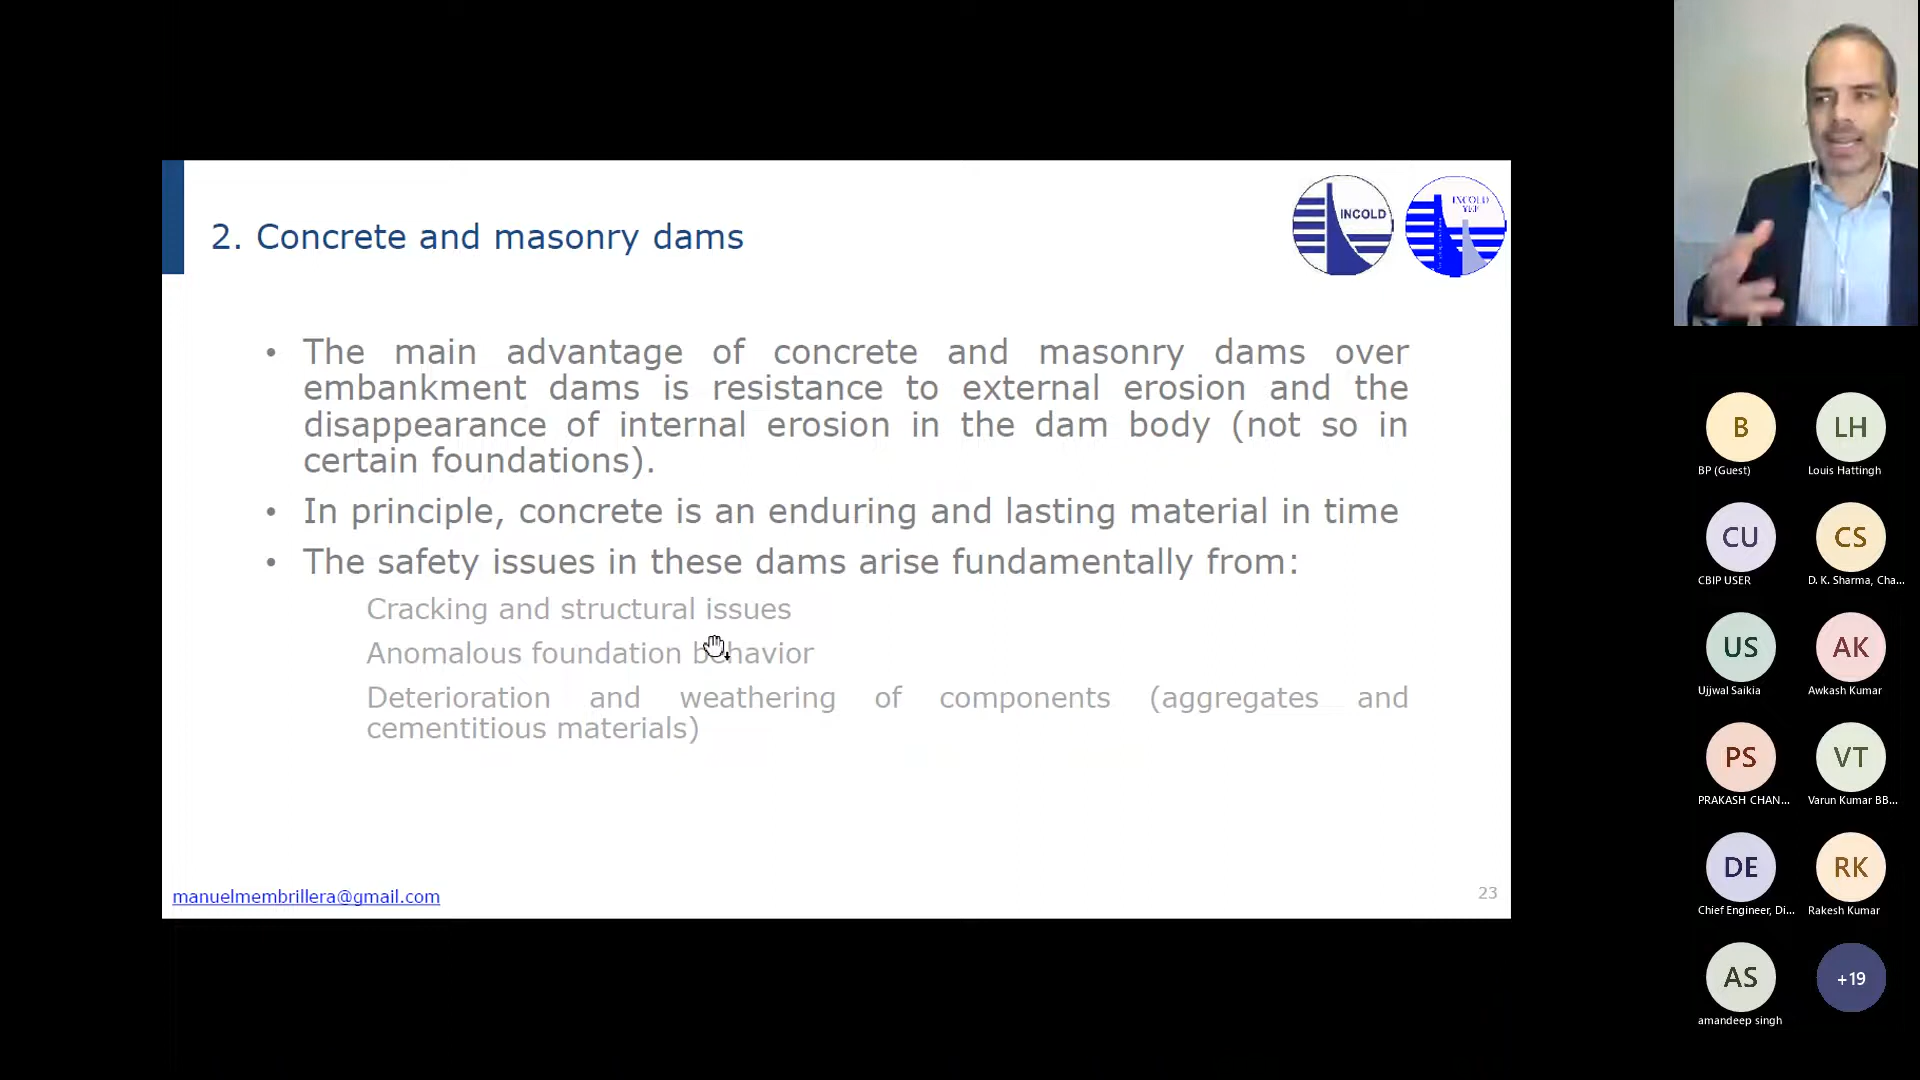 2. Concrete and masonry dams
INCOLD
INCOLD
YEP
• The main advantage of concrete and masonry dams over
embankment dams is resistance to external erosion and the
disappearance of internal erosion in the dam body (not so in
certain foundations).
• In principle, concrete is an enduring and lasting material in time
• The safety issues in these dams arise fundamentally from:
Cracking and structural issues
Anomalous foundation behavior
Deterioration and weathering of components (aggregates and
cementitious materials)
manuelmembrillera@gmail.com
23
B
LH
BP (Guest)
Louis Hattingh
CU
CS
CBIP USER
D. K. Sharma, Cha...
US
AK
Ujjwal Saikia
Awkash Kumar
PS
VT
PRAKASH CHAN...
Varun Kumar BB...
DE
RK
Chief Engineer, Di...
Rakesh Kumar
AS
+19
amandeep singh